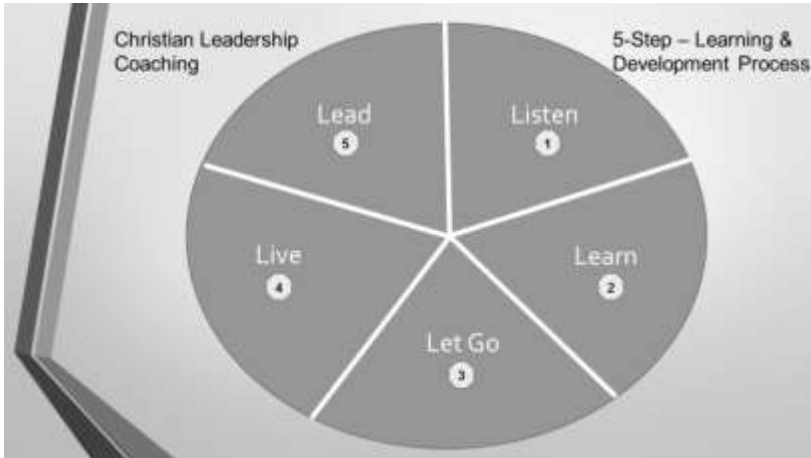 Christian Leadership
Coaching
5-Step – Learning &
Development Process
Listen
1
Learn
2
Let Go
3
Live
4
Lead
5